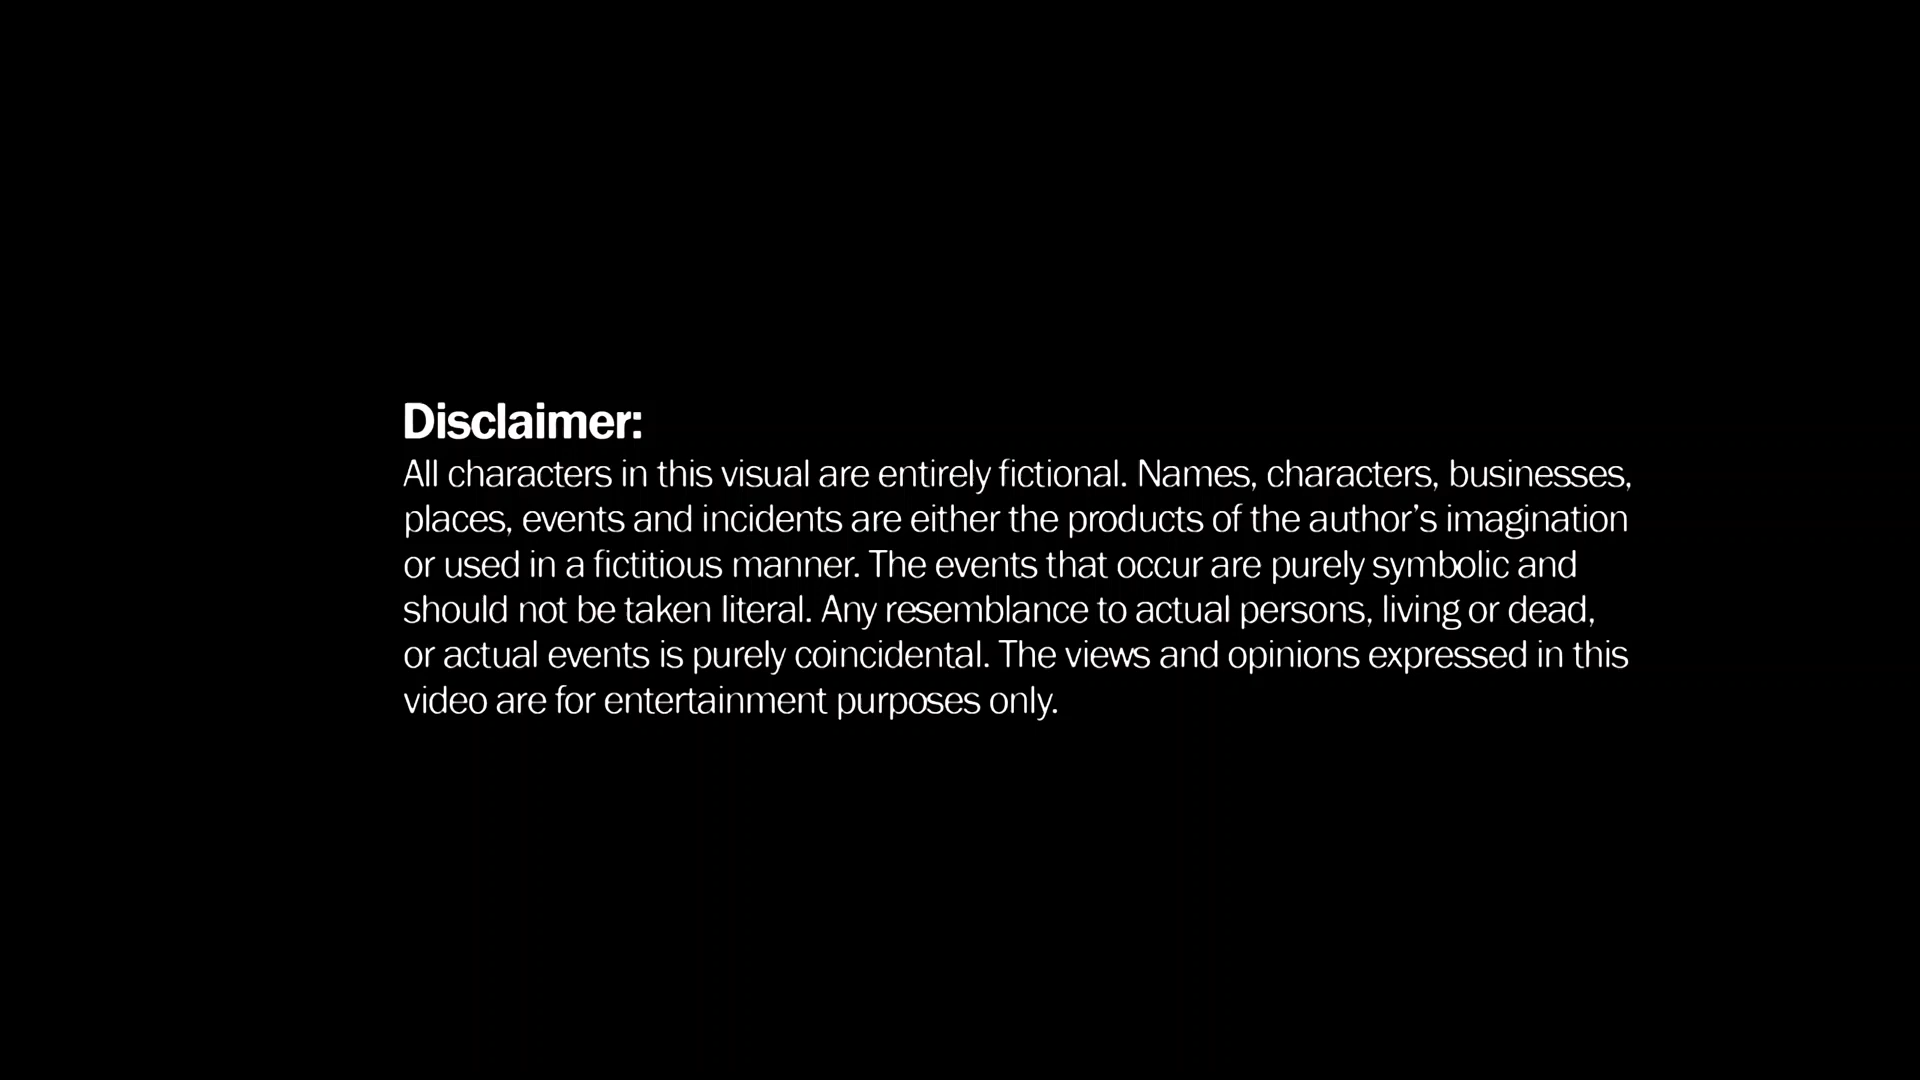 Disclaimer:
All characters in this visual are entirely fictional. Names, characters, businesses,
places, events and incidents are either the products of the author’s imagination
or used in a fictitious manner. The events that occur are purely symbolic and
should not be taken literal. Any resemblance to actual persons, living or dead,
or actual events is purely coincidental. The views and opinions expressed in this
video are for entertainment purposes only.